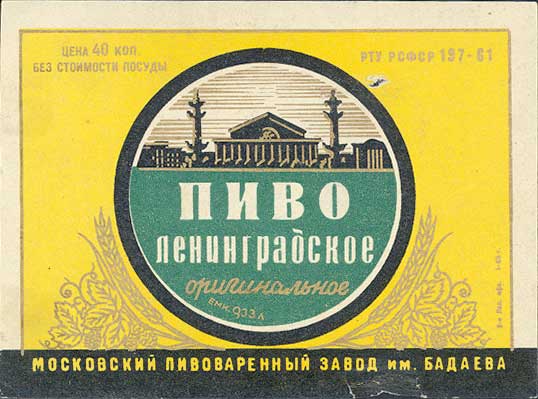 ЦЕНА 40 КОП.
БЕЗ СТОИМОСТИ ПОСУДЫ
РТУ РСФСР 197-61
ПИВО
ленинградское
оригинальное
ЕМК. 0,33 Л
МОСКОВСКИЙ ПИВОВАРЕННЫЙ ЗАВОД им. БАДАЕВА